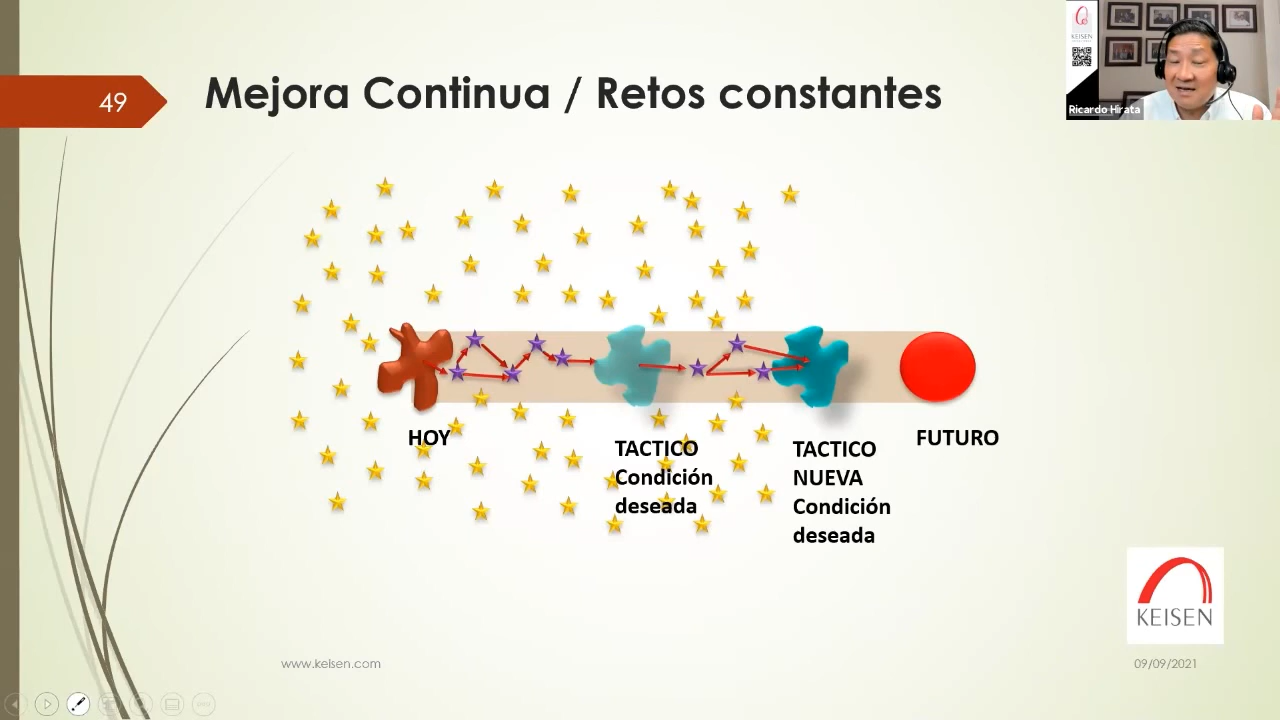 49
Mejora Continua / Retos constantes
KEISEN
Ricardo Hirata
HOY
TACTICO
Condición
deseada
TACTICO
NUEVA
Condición
deseada
FUTURO
KEISEN
www.keisen.com
09/09/2021